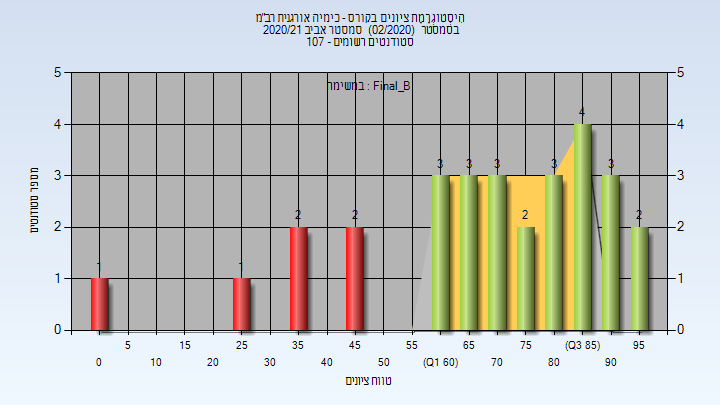 היסטוגרמת ציונים בקורס - כימיה אורגנית רב"מ
בסמסטר (02/2020) סמסטר אביב 2020/21
סטודנטים רשומים - 107
במשימה : Final_B
מספר סטודנטים
5 5
4 4
3 3
2 2
1 1
0 0
1 1 2 2 3 3 3 2 3 4 3 2
5 15 25 35 45 55 65 75 (Q3 85) 95
0 10 20 30 40 50 (Q1 60) 70 80 90
טווח ציונים